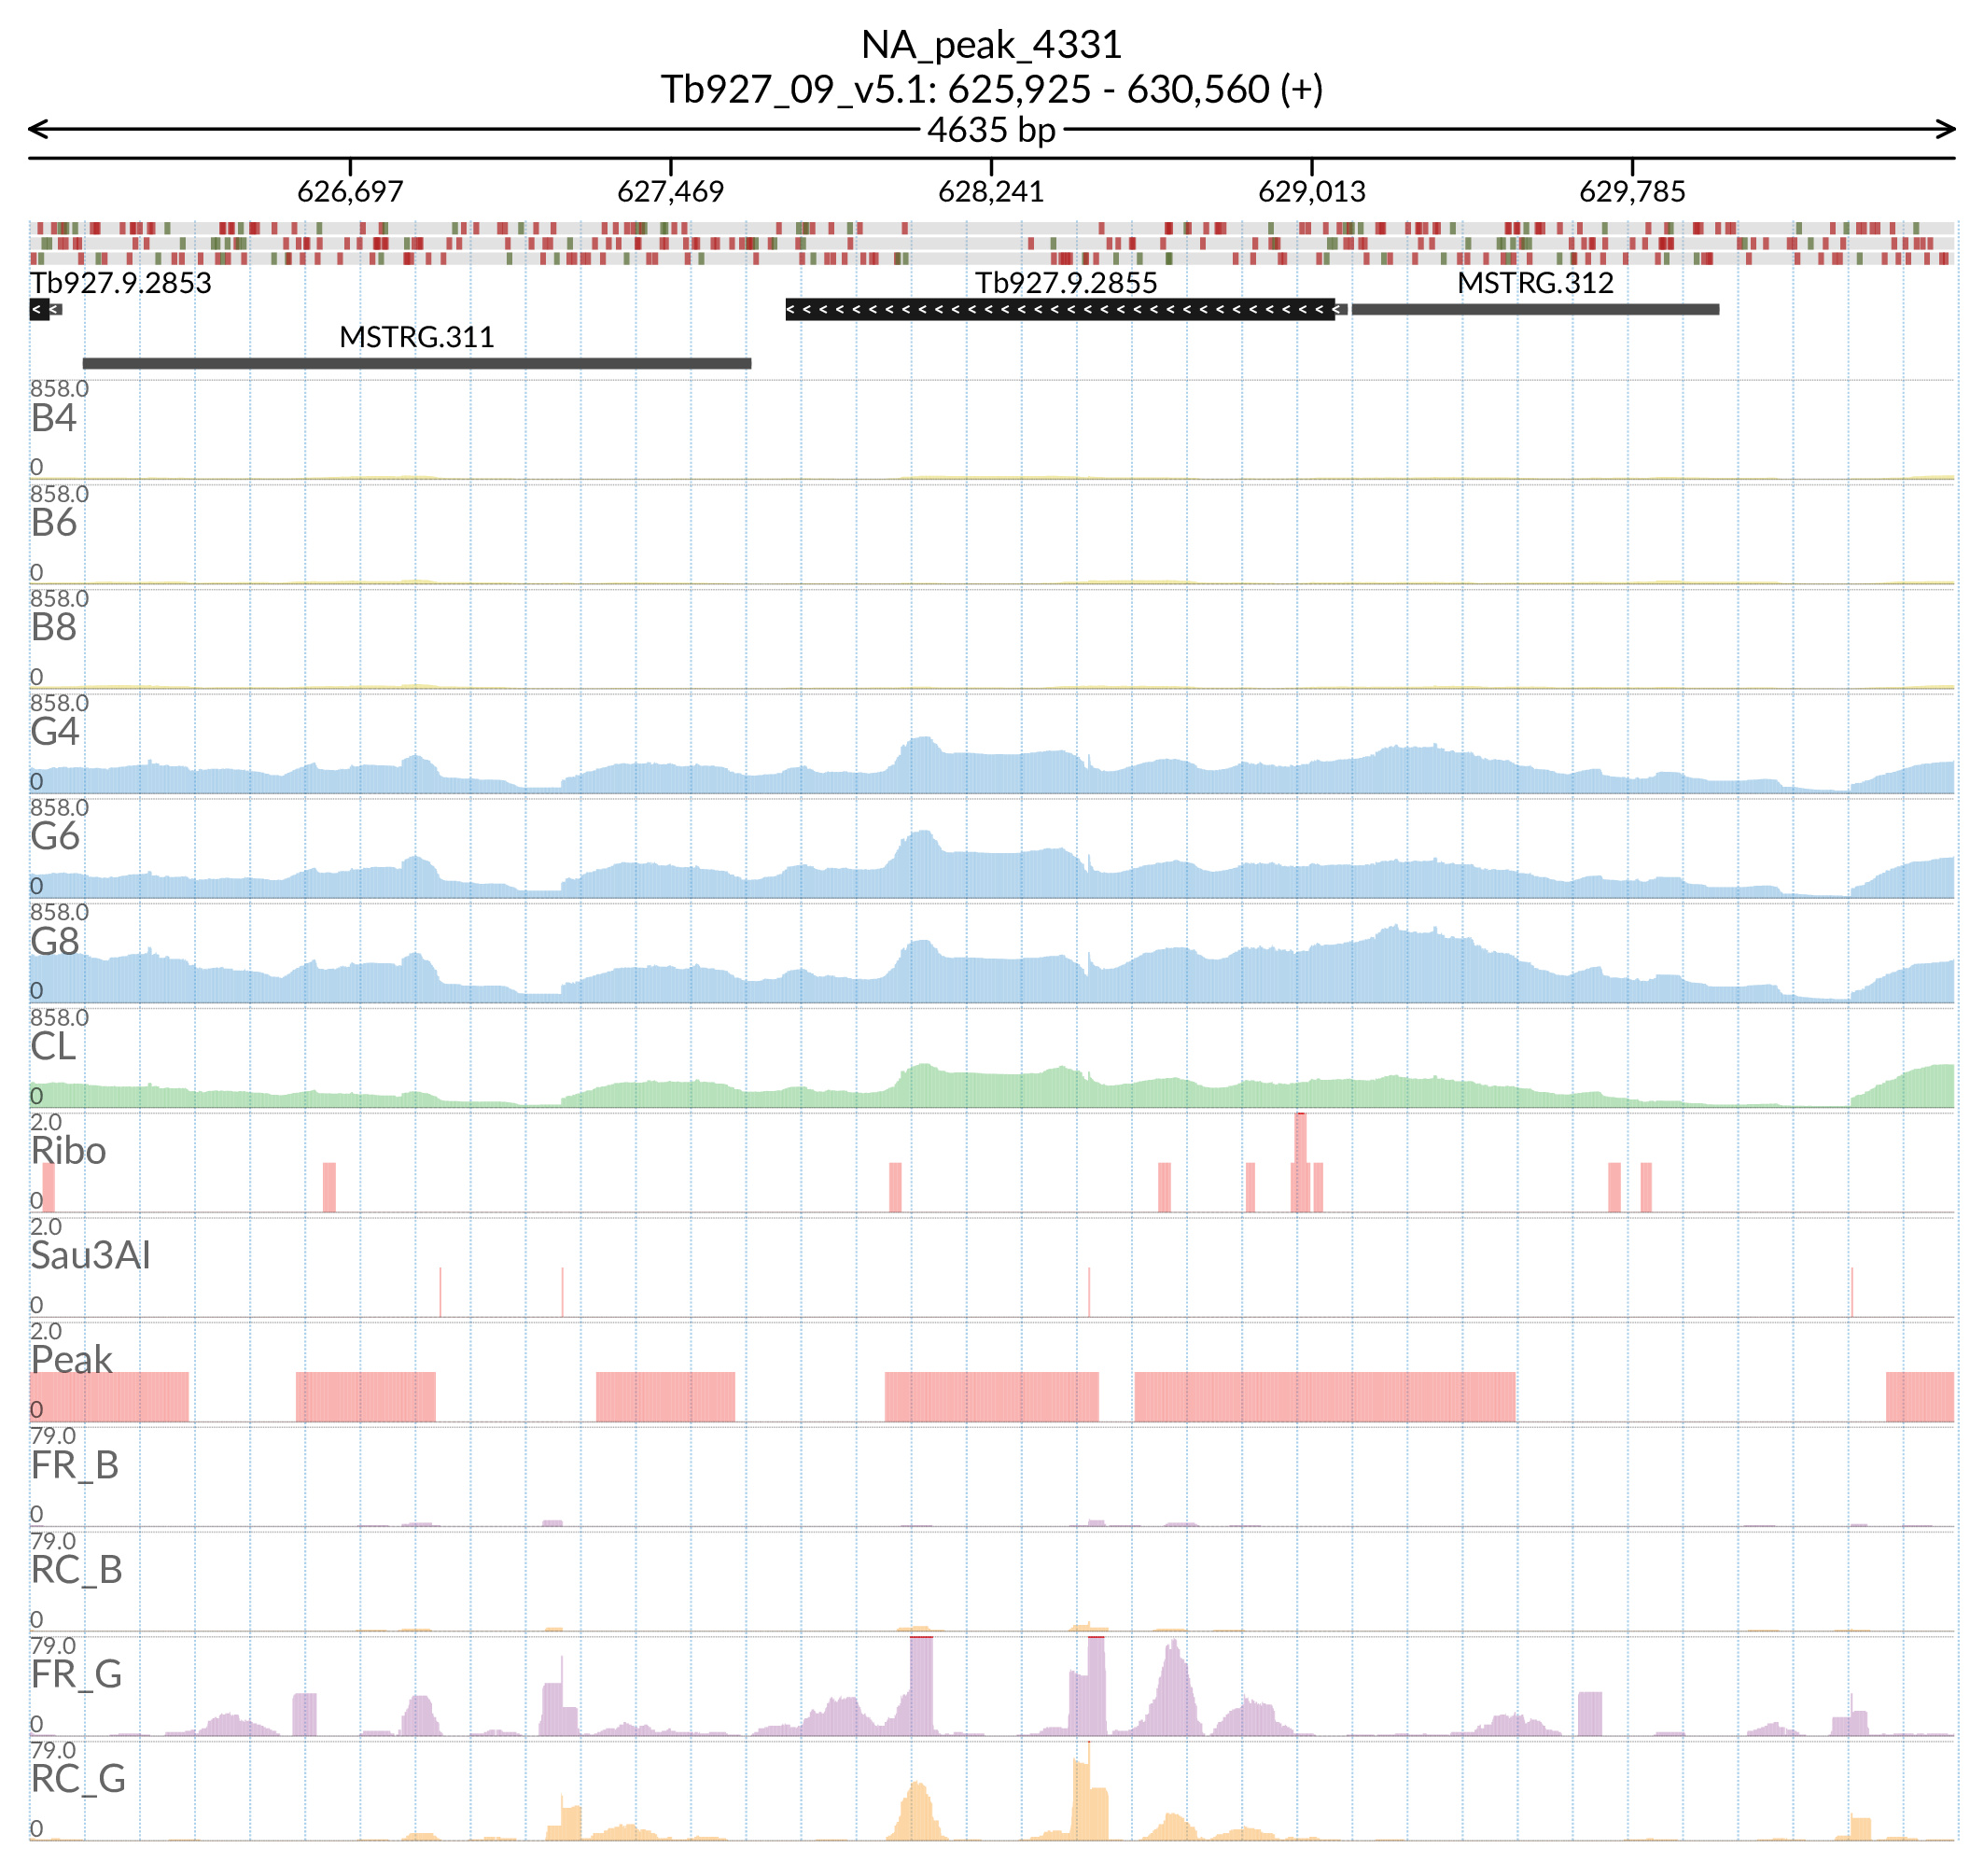 NA_peak_4331
Tb927_09_v5.1: 625,925 - 630,560 (+)
4635 bp
626,697 627,469 628,241 629,013 629,785
Tb927.9.2853 Tb927.9.2855 MSTRG.312
MSTRG.311
858.0
B4
0
858.0
B6
0
858.0
B8
0
858.0
G4
0
858.0
G6
0
858.0
G8
0
858.0
CL
0
2.0
Ribo
0
2.0
Sau3AI
0
2.0
Peak
0
79.0
FR_B
0
79.0
RC_B
0
79.0
FR_G
0
79.0
RC_G
0